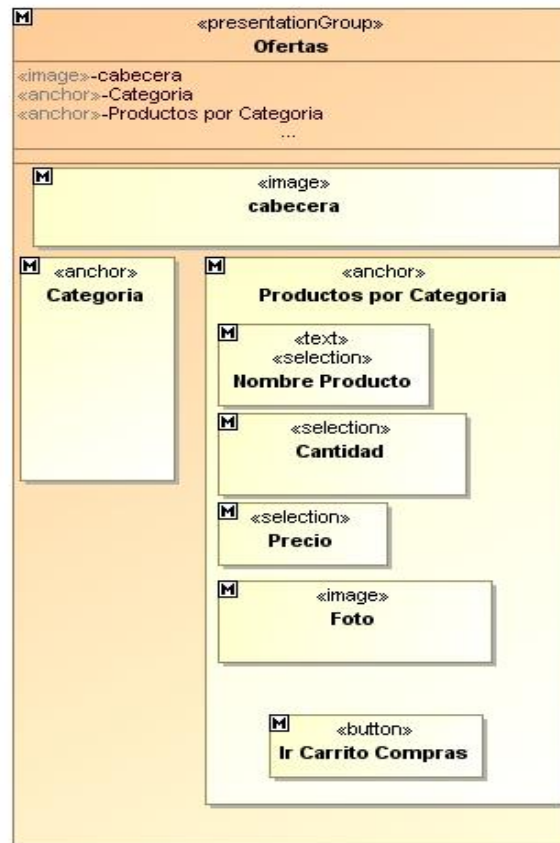 M
«presentationGroup»
Ofertas
«image»-cabecera
«anchor»-Categoria
«anchor»-Productos por Categoria
...
M
«image»
cabecera
M
«anchor»
Categoria
M
«anchor»
Productos por Categoria
M
«text»
«selection»
Nombre Producto
M
«selection»
Cantidad
M
«selection»
Precio
M
«image»
Foto
M
«button»
Ir Carrito Compras